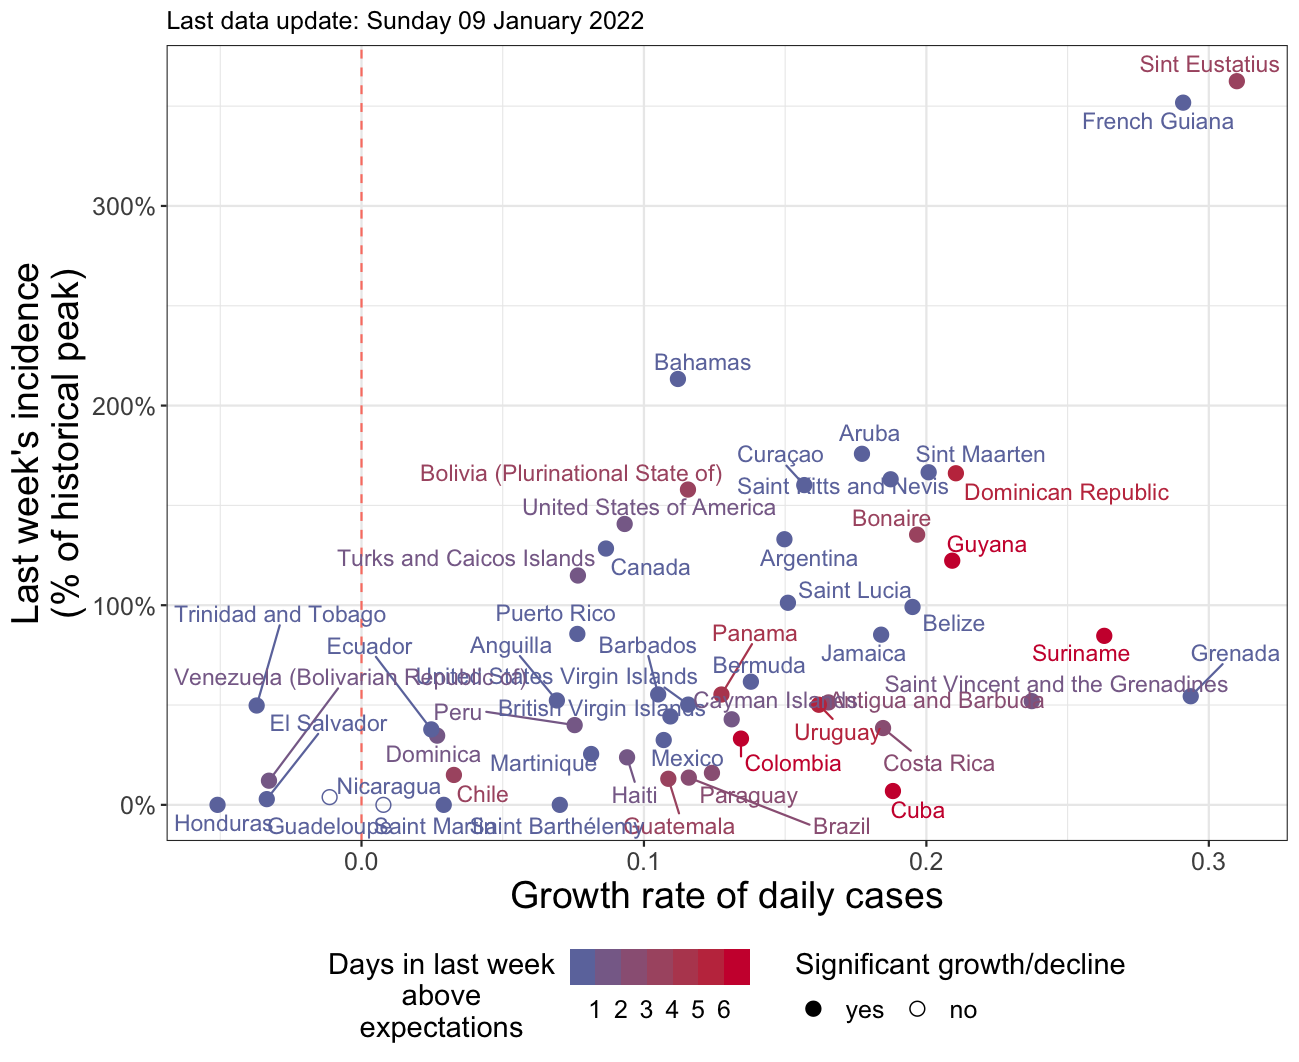 Last data update: Sunday 09 January 2022
Last week's incidence
(% of historical peak)
300%
200%
100%
0%
Sint Eustatius
French Guiana
Bahamas
Aruba
Curaçao
Sint Maarten
Bolivia (Plurinational State of)
Saint Kitts and Nevis
Dominican Republic
United States of America
Bonaire
Guyana
Turks and Caicos Islands
Canada
Argentina
Saint Lucia
Trinidad and Tobago
Puerto Rico
Belize
Panama
Ecuador
Anguilla
Barbados
Jamaica
Suriname
Grenada
Bermuda
Venezuela (Bolivarian Republic of)
United States Virgin Islands
Saint Vincent and the Grenadines
Cayman Islands
Antigua and Barbuda
British Virgin Islands
Peru
El Salvador
Uruguay
Dominica
Martinique
Mexico
Colombia
Costa Rica
Nicaragua
Chile
Haiti
Paraguay
Cuba
Honduras
Guadeloupe
Saint Martin
Saint Barthélemy
Guatemala
Brazil
0.0
0.1
0.2
0.3
Growth rate of daily cases
Days in last week
above
expectations
1 2 3 4 5 6
Significant growth/decline
yes
no